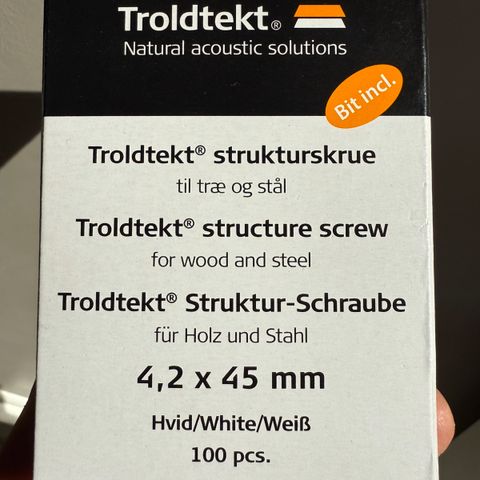 Troldtekt®
Natural acoustic solutions
Bit incl.
Troldtekt® strukturskrue
til træ og stål
Troldtekt® structure screw
for wood and steel
Troldtekt® Struktur-Schraube
für Holz und Stahl
4,2 x 45 mm
Hvid/White/Weiß
100 pcs.